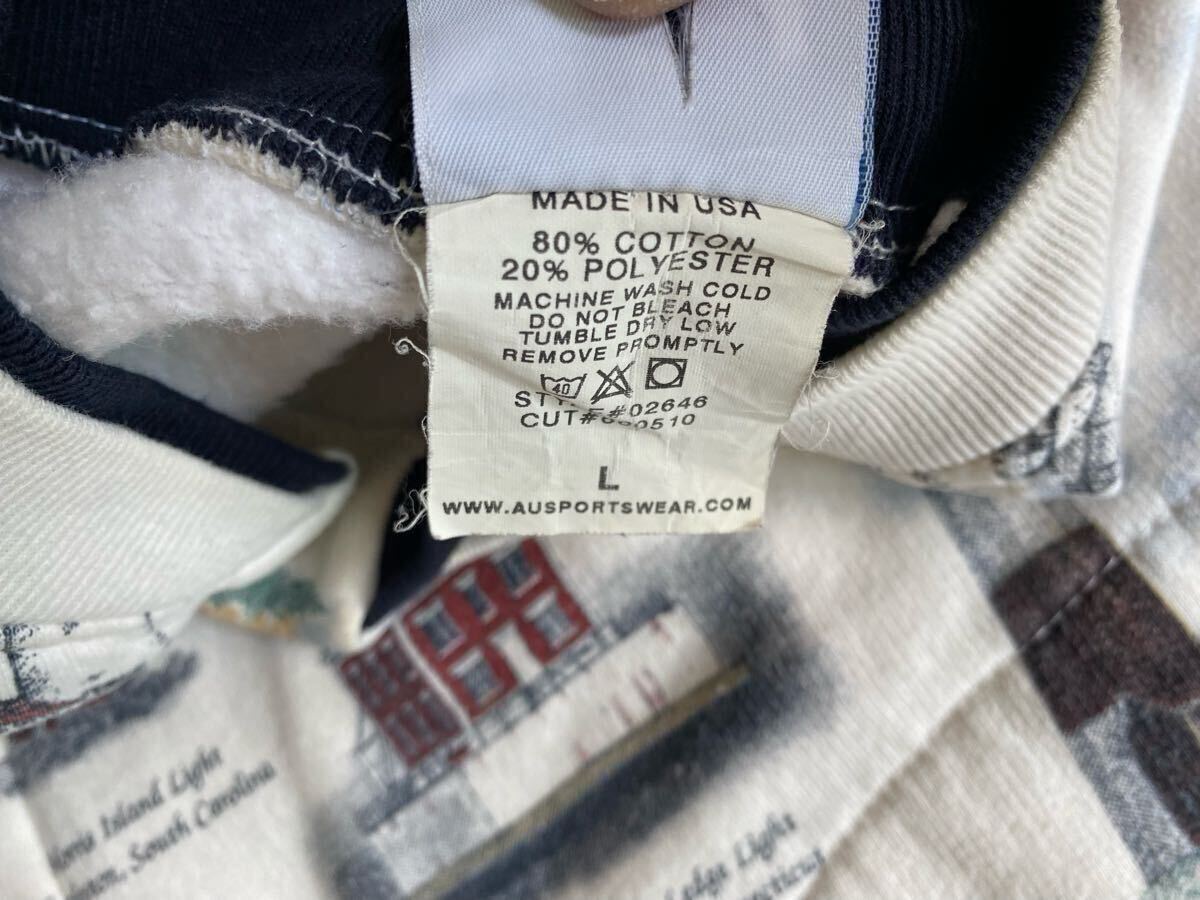 MADE IN USA
80% COTTON
20% POLYESTER
MACHINE WASH COLD
DO NOT BLEACH
TUMBLE DRY LOW
REMOVE PROMPTLY
40
#02646
CUT#
L
WWW.AUSPORTSWEAR.COM
Island Light
South Carolina
Light